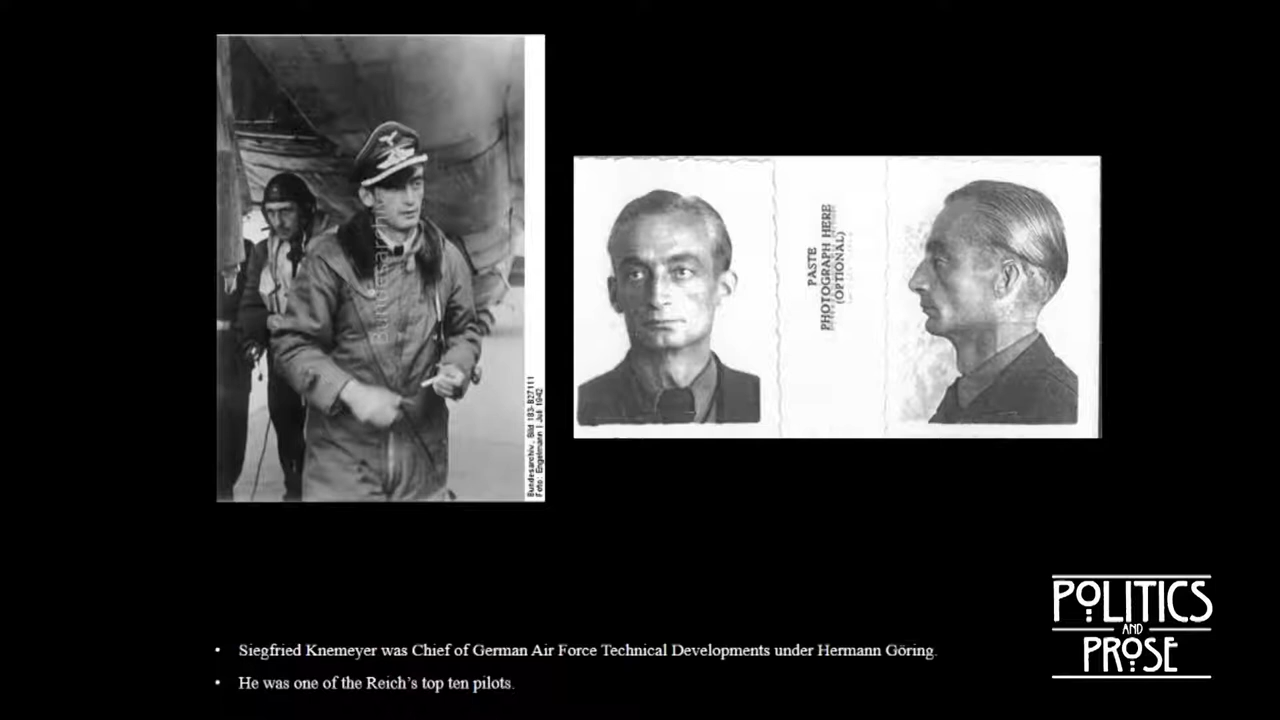 Bundesarchiv
Bundesarchiv, Bild 183-B27111
Foto: Engelmann | Juli 1942
PASTE
PHOTOGRAPH HERE
(OPTIONAL)
• Siegfried Knemeyer was Chief of German Air Force Technical Developments under Hermann Göring.
• He was one of the Reich’s top ten pilots.
POLITICS
AND
PROSE